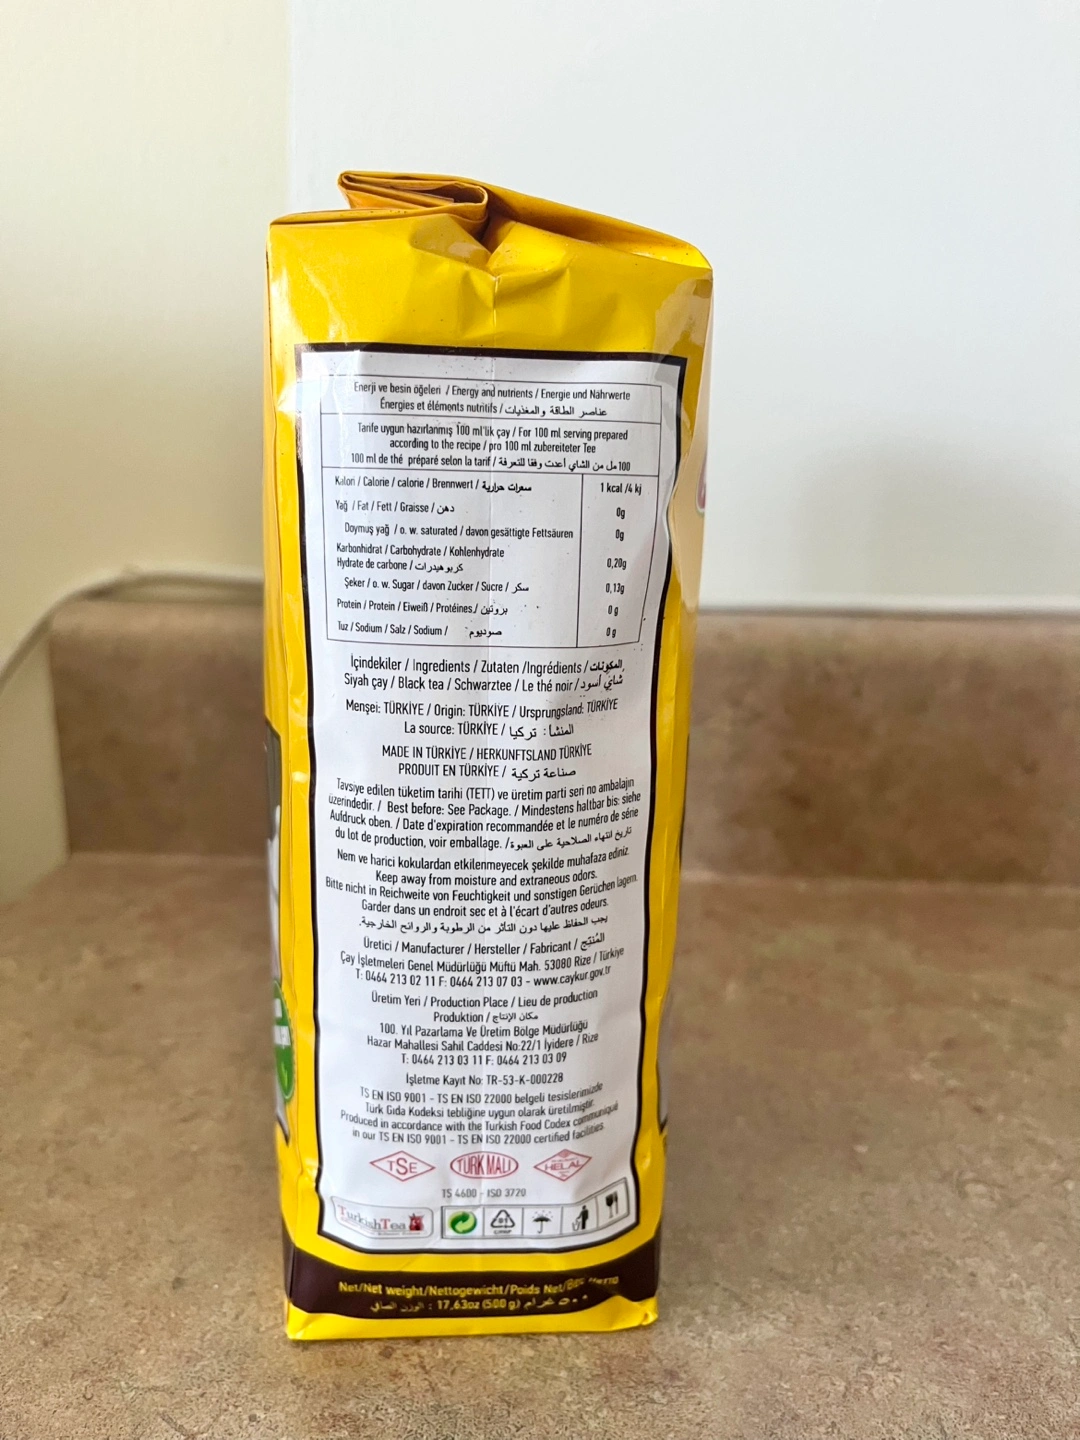 Enerji ve besin öğeleri / Energy and nutrients / Energie und Nährwerte
Énergies et éléments nutritifs / عناصر الطاقة والمغذيات
Tarife uygun hazırlanmış 100 ml'lik çay / For 100 ml serving prepared
according to the recipe / pro 100 ml zubereiteter Tee
100 ml de thé préparé selon la tarif / 100 مل من الشاي أعدت وفقا للتعرفة
Kalori / Calorie / calorie / Brennwert / سعرات حرارية 1 kcal /4 kj
Yağ / Fat / Fett / Graisse / دهن 0g
Doymuş yağ / o. w. saturated / davon gesättigte Fettsäuren 0g
Karbonhidrat / Carbohydrate / Kohlenhydrate
Hydrate de carbone / كربوهيدرات 0,20g
Şeker / o. w. Sugar / davon Zucker / Sucre / سكر 0,13g
Protein / Protein / Eiweiß / Protéines / بروتين 0 g
Tuz / Sodium / Salz / Sodium / صوديوم 0 g
İçindekiler / Ingredients / Zutaten /Ingrédients / المكونات
Siyah çay / Black tea / Schwarztee / Le thé noir / شاي أسود
Menşei: TÜRKİYE / Origin: TÜRKİYE / Ursprungsland: TÜRKİYE
La source: TÜRKİYE / المنشأ : تركيا
MADE IN TÜRKİYE / HERKUNFTSLAND TÜRKİYE
PRODUIT EN TÜRKİYE / صناعة تركية
Tavsiye edilen tüketim tarihi (TETT) ve üretim parti seri no ambalajın
üzerindedir. / Best before: See Package. / Mindestens haltbar bis: siehe
Aufdruck oben. / Date d'expiration recommandée et le numéro de série
du lot de production, voir emballage. / تاريخ انتهاء الصلاحية على العبوة
Nem ve harici kokulardan etkilenmeyecek şekilde muhafaza ediniz.
Keep away from moisture and extraneous odors.
Bitte nicht in Reichweite von Feuchtigkeit und sonstigen Gerüchen lagern.
Garder dans un endroit sec et à l'écart d'autres odeurs.
يجب الحفاظ عليها دون التأثر من الرطوبة والروائح الخارجية.
Üretici / Manufacturer / Hersteller / Fabricant / المُنتِج
Çay İşletmeleri Genel Müdürlüğü Müftü Mah. 53080 Rize / Türkiye
T: 0464 213 02 11 F: 0464 213 07 03 - www.caykur.gov.tr
Üretim Yeri / Production Place / Lieu de production
Produktion / مكان الإنتاج
100. Yıl Pazarlama Ve Üretim Bölge Müdürlüğü
Hazar Mahallesi Sahil Caddesi No:22/1 İyidere / Rize
T: 0464 213 03 11 F: 0464 213 03 09
İşletme Kayıt No: TR-53-K-000228
TS EN ISO 9001 - TS EN ISO 22000 belgeli tesislerimizde
Türk Gıda Kodeksi tebliğine uygun olarak üretilmiştir.
Produced in accordance with the Turkish Food Codex communiqué
in our TS EN ISO 9001 - TS EN ISO 22000 certified facilities.
TSE TÜRK MALI HELAL
TS 4600 - ISO 3720
TurkishTea
Net/Net weight/Nettogewicht/Poids Net/
الوزن الصافي : 17,63oz (500 g) غرام